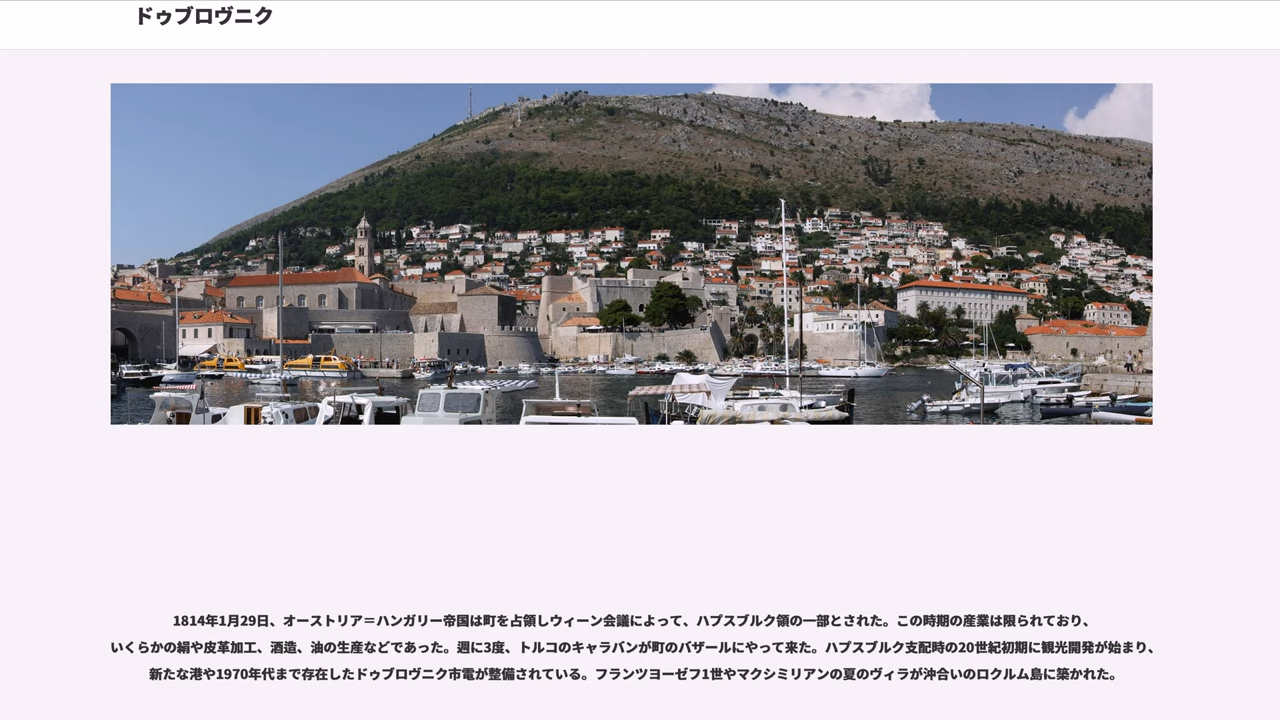 ドゥブロヴニク
1814年1月29日、オーストリア＝ハンガリー帝国は町を占領しウィーン会議によって、ハプスブルク領の一部とされた。この時期の産業は限られており、
いくらかの絹や皮革加工、酒造、油の生産などであった。週に3度、トルコのキャラバンが町のバザールにやって来た。ハプスブルク支配時の20世紀初期に観光開発が始まり、
新たな港や1970年代まで存在したドゥブロヴニク市電が整備されている。フランツヨーゼフ1世やマクシミリアンの夏のヴィラが沖合いのロクルム島に築かれた。